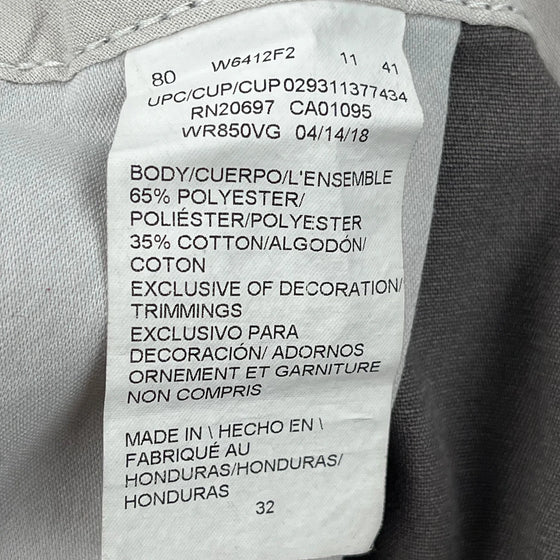 80 W6412F2 11 41
UPC/CUP/CUP029311377434
RN20697 CA01095
WR850VG 04/14/18
BODY/CUERPO/L'ENSEMBLE
65% POLYESTER/
POLIÉSTER/POLYESTER
35% COTTON/ALGODÓN/
COTON
EXCLUSIVE OF DECORATION/
TRIMMINGS
EXCLUSIVO PARA
DECORACIÓN/ ADORNOS
ORNEMENT ET GARNITURE
NON COMPRIS
MADE IN \ HECHO EN \
FABRIQUÉ AU
HONDURAS/HONDURAS/
HONDURAS
32